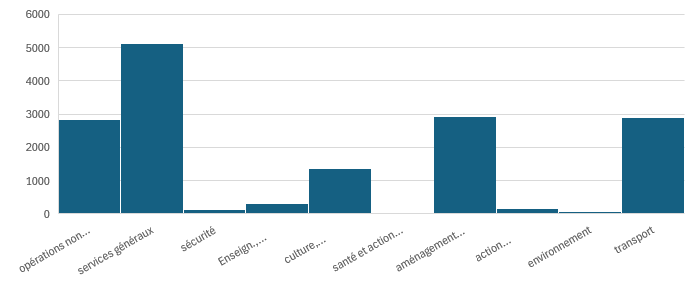 6000
5000
4000
3000
2000
1000
0
opérations non...
services généraux
sécurité
Enseign.,...
culture,...
santé et action...
aménagement...
action...
environnement
transport